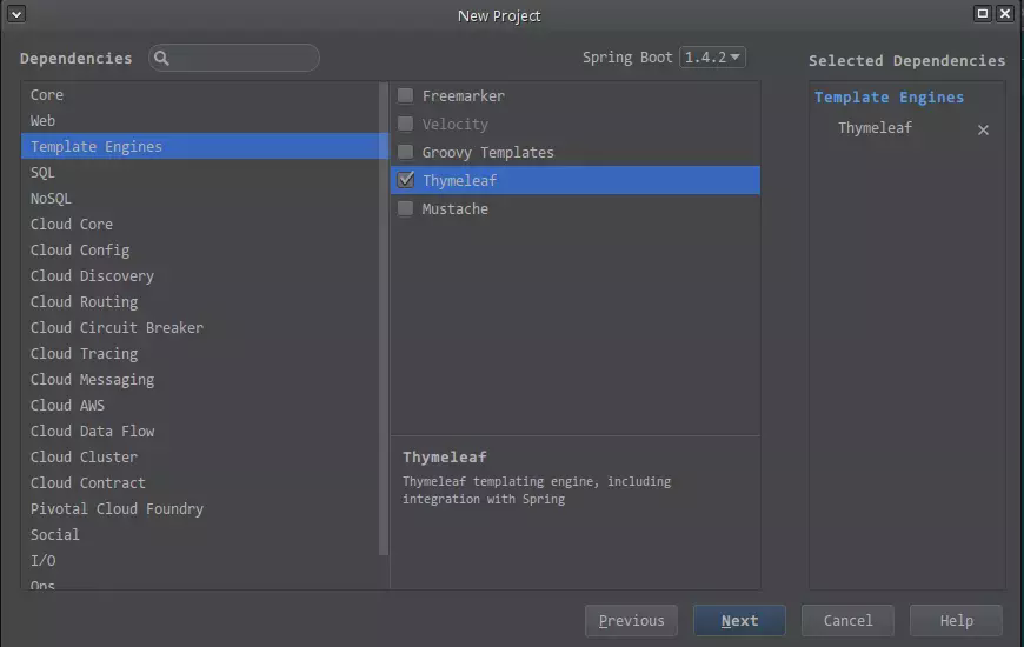 New Project
Dependencies
Spring Boot 1.4.2
Selected Dependencies
Core
Web
Template Engines
SQL
NoSQL
Cloud Core
Cloud Config
Cloud Discovery
Cloud Routing
Cloud Circuit Breaker
Cloud Tracing
Cloud Messaging
Cloud AWS
Cloud Data Flow
Cloud Cluster
Cloud Contract
Pivotal Cloud Foundry
Social
I/O
Ops
Freemarker
Velocity
Groovy Templates
Thymeleaf
Mustache
Thymeleaf
Thymeleaf templating engine, including
integration with Spring
Template Engines
Thymeleaf
Previous
Next
Cancel
Help